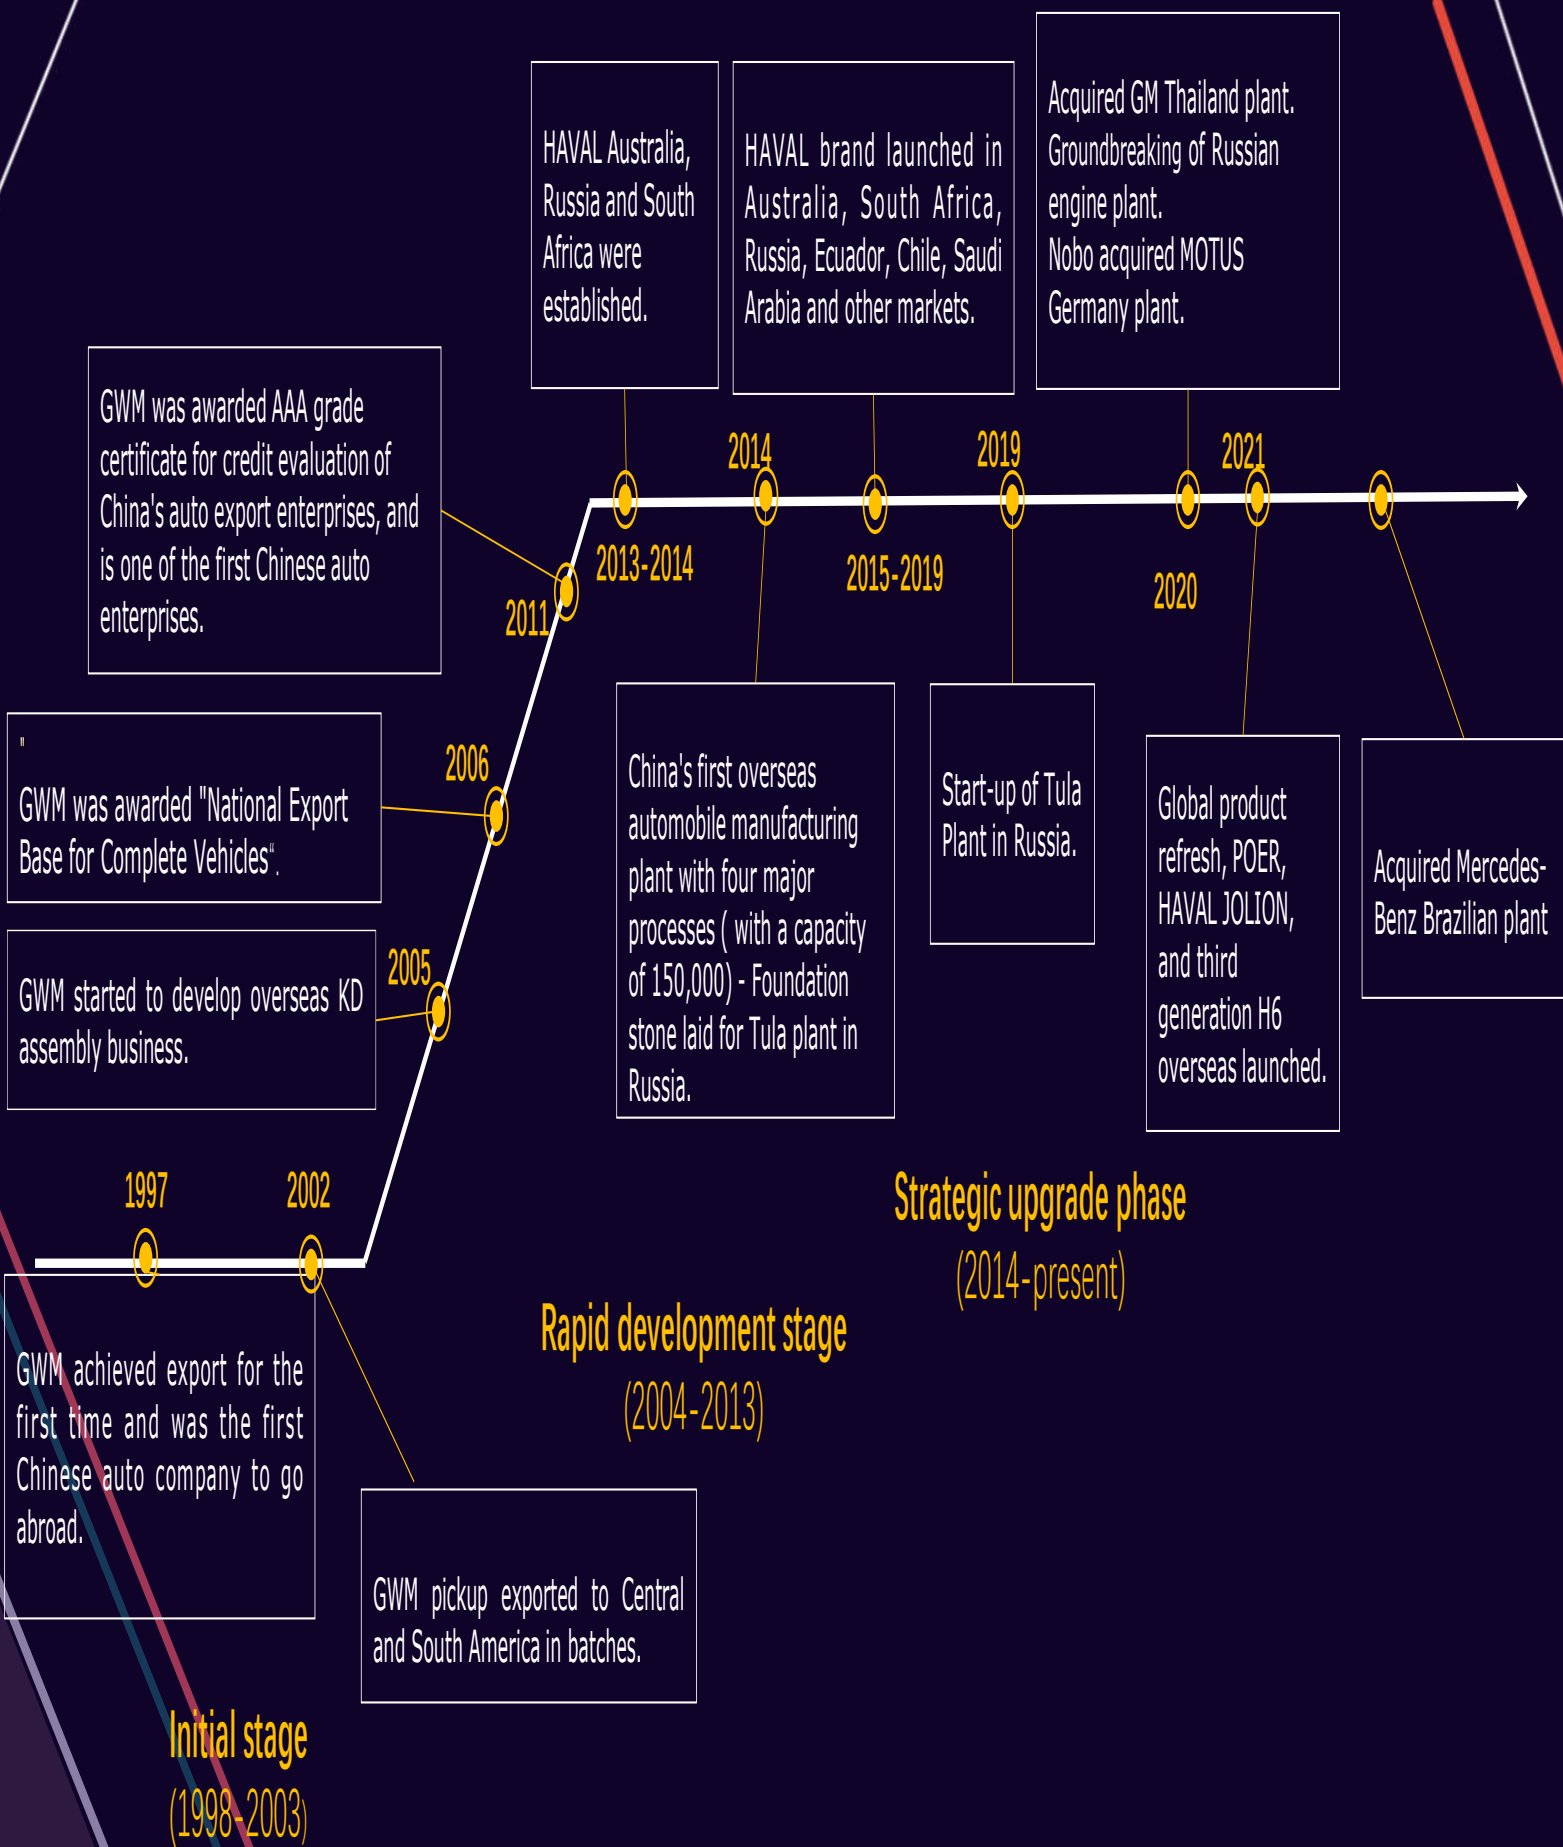 HAVAL Australia,
Russia and South
Africa were
established.
HAVAL brand launched in
Australia, South Africa,
Russia, Ecuador, Chile, Saudi
Arabia and other markets.
Acquired GM Thailand plant.
Groundbreaking of Russian
engine plant.
Nobo acquired MOTUS
Germany plant.
GWM was awarded AAA grade
certificate for credit evaluation of
China's auto export enterprises, and
is one of the first Chinese auto
enterprises.
2014
2019
2021
2013-2014
2015-2019
2020
2011
"
GWM was awarded "National Export
Base for Complete Vehicles“.
2006
China's first overseas
automobile manufacturing
plant with four major
processes ( with a capacity
of 150,000) - Foundation
stone laid for Tula plant in
Russia.
Start-up of Tula
Plant in Russia.
Global product
refresh, POER,
HAVAL JOLION,
and third
generation H6
overseas launched.
Acquired Mercedes-
Benz Brazilian plant
GWM started to develop overseas KD
assembly business.
2005
1997
2002
Strategic upgrade phase
(2014-present)
Rapid development stage
(2004-2013)
GWM achieved export for the
first time and was the first
Chinese auto company to go
abroad.
GWM pickup exported to Central
and South America in batches.
Initial stage
(1998-2003)